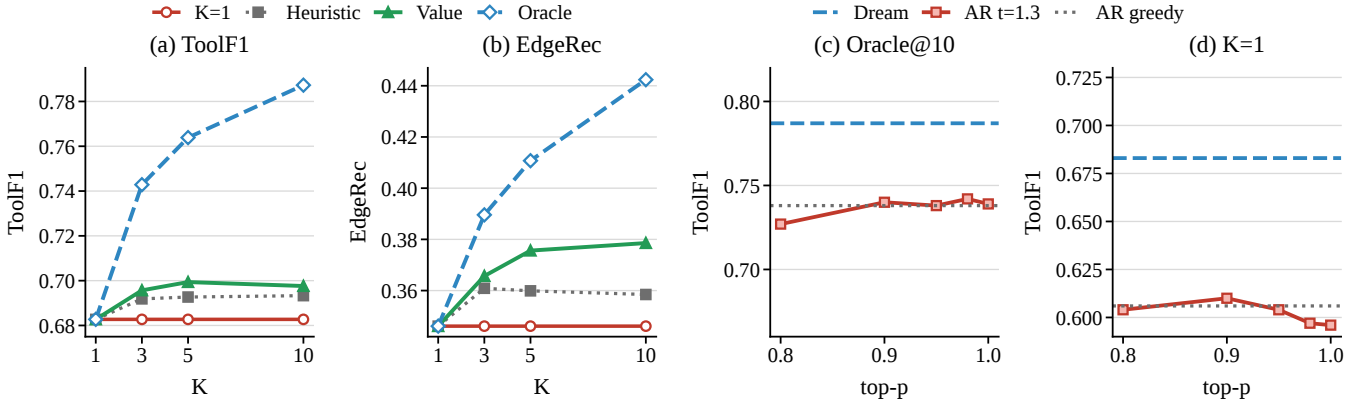 K=1 Heuristic Value Oracle
Dream AR t=1.3 AR greedy
(a) ToolF1
ToolF1
0.78
0.76
0.74
0.72
0.70
0.68
1 3 5 10
K
(b) EdgeRec
EdgeRec
0.44
0.42
0.40
0.38
0.36
1 3 5 10
K
(c) Oracle@10
ToolF1
0.80
0.75
0.70
0.8 0.9 1.0
top-p
(d) K=1
ToolF1
0.725
0.700
0.675
0.650
0.625
0.600
0.8 0.9 1.0
top-p